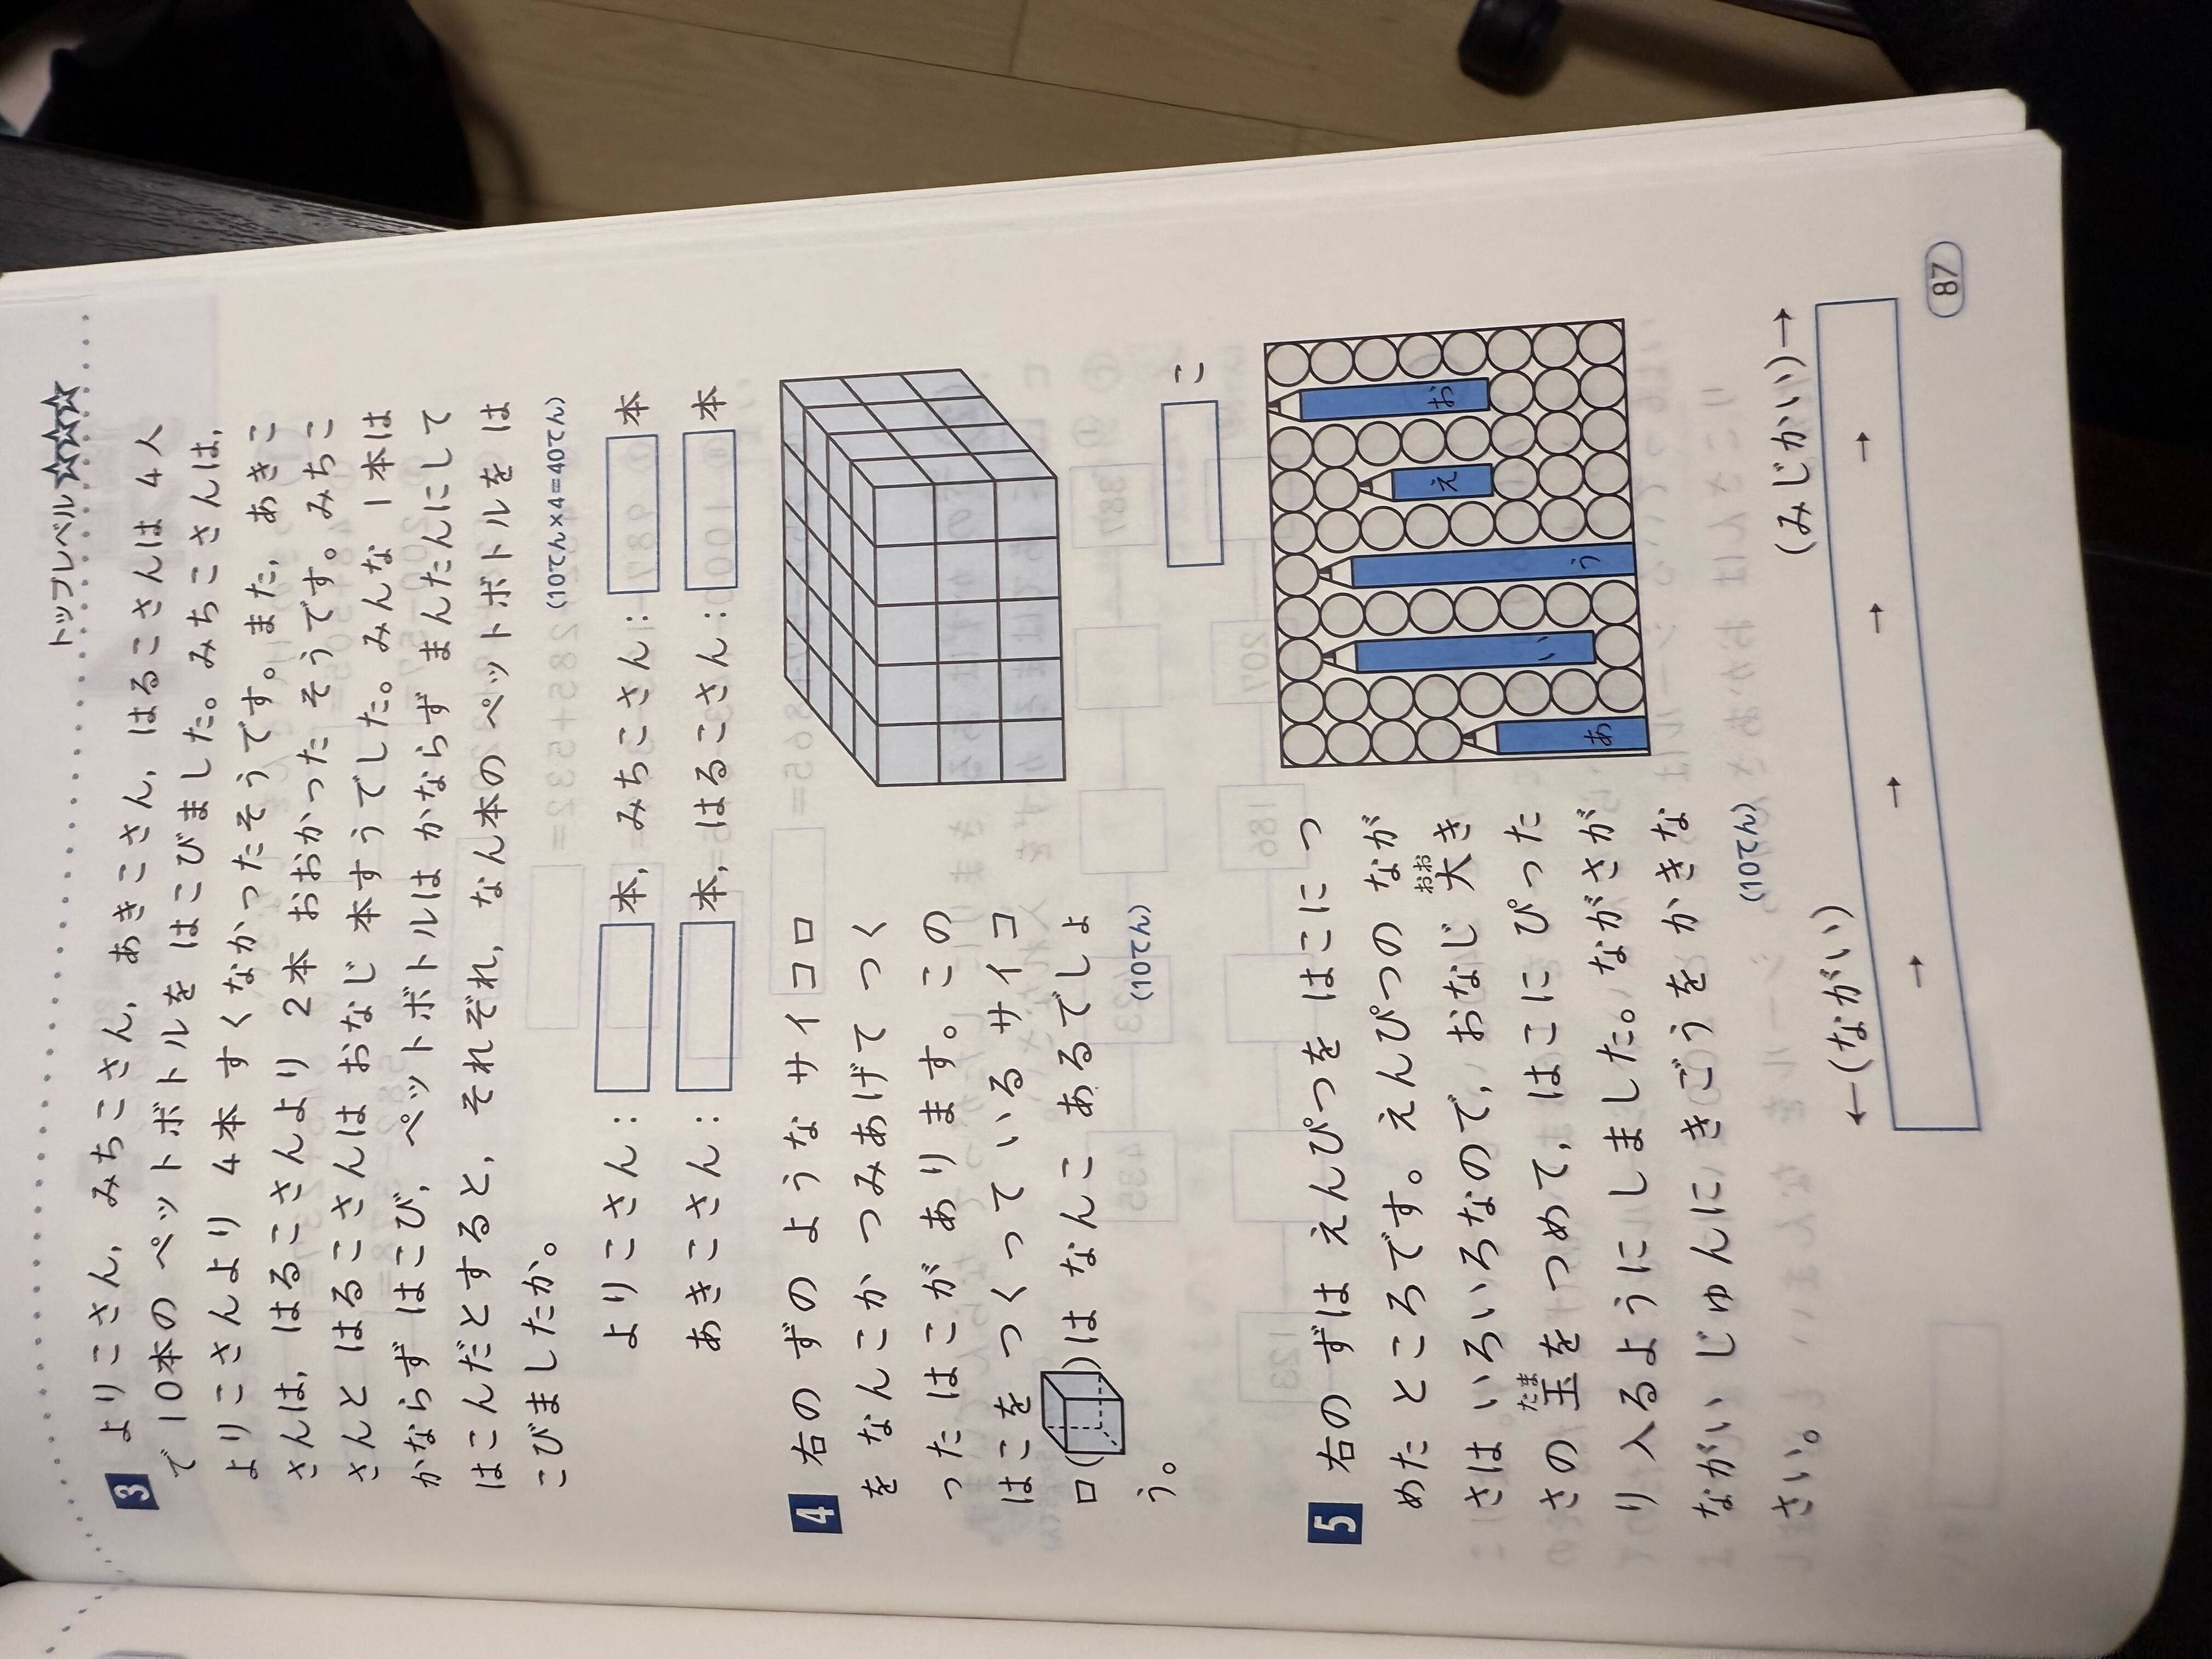 トップレベル ☆☆☆
3 よりこさん，みちこさん，あきこさん，はるこさんは 4人
で 10本の ペットボトルを はこびました。みちこさんは，
よりこさんより 4本 すくなかったそうです。また，あきこ
さんは，はるこさんより 2本 おおかった そうです。みちこ
さんと はるこさんは おなじ 本すうでした。みんな 1本は
かならず はこび，ペットボトルは かならず まんたんにして
はこんだとすると，それぞれ，なん本の ペットボトルを は
こびましたか。
(10てん×4=40てん)
よりこさん： 本，みちこさん： 本
あきこさん： 本，はるこさん： 本
4 右の ずの ような サイコロ
を なんこか つみあげて つく
った はこが あります。この
はこを つくって いる サイコ
ロ( )は なんこ あるでしょ
う。
(10てん)
こ
5 右の ずは えんぴつを はこに つ
めた ところです。えんぴつの なが
さは いろいろなので，おなじ 大き
おお
さの 玉をつめて，はこに ぴった
たま
り 入るようにしました。ながさが
ながい じゅんに きごうを かきな
さい。
(10てん)
あ
い
う
え
お
←(ながい) (みじかい)→
→ → → →
87